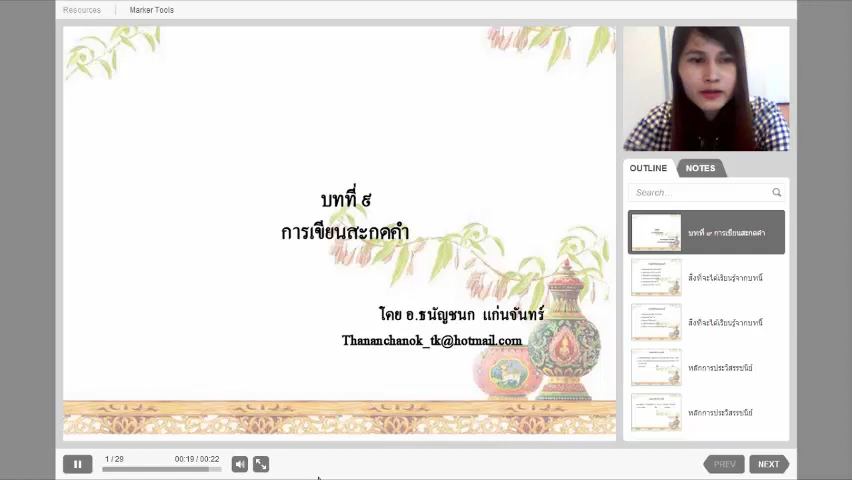 Resources
Marker Tools
บทที่ ๙
การเขียนสะกดคำ
โดย อ.ธนัญชนก แก่นจันทร์
Thananchanok_tk@hotmail.com
OUTLINE
NOTES
Search...
บทที่ ๙ การเขียนสะกดคำ
สิ่งที่จะได้เรียนรู้จากบทนี้
สิ่งที่จะได้เรียนรู้จากบทนี้
หลักการประวิสรรชนีย์
หลักการประวิสรรชนีย์
1 / 29
00:19 / 00:22
PREV
NEXT